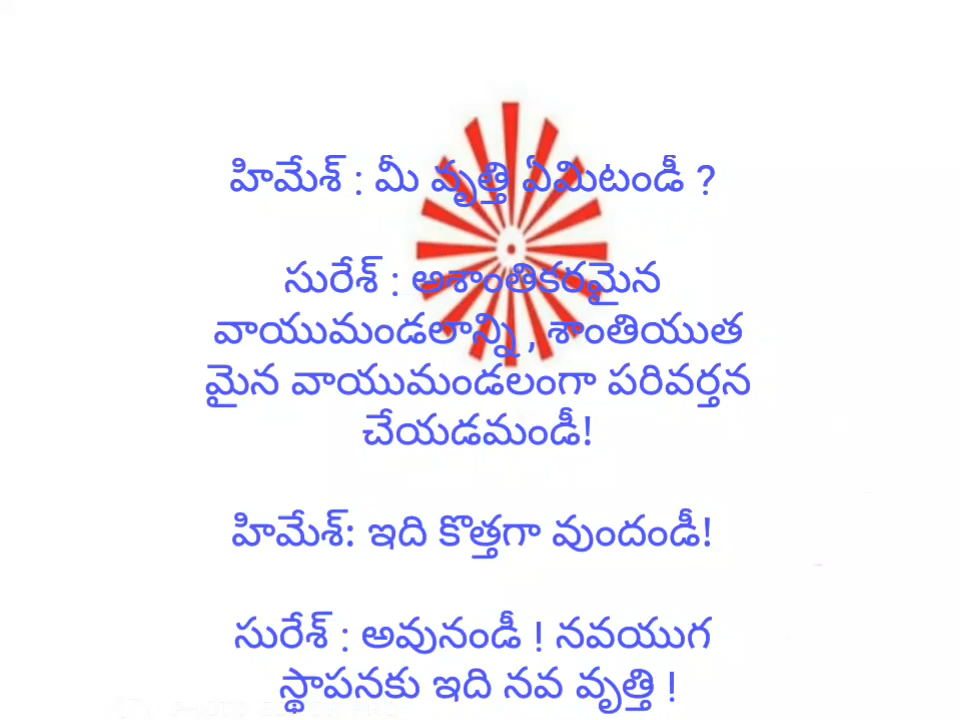 హిమేశ్ : మీ వృత్తి ఏమిటండీ ?
సురేశ్ : అశాంతికరమైన
వాయుమండలాన్ని , శాంతియుత
మైన వాయుమండలంగా పరివర్తన
చేయడమండీ!
హిమేశ్: ఇది కొత్తగా వుందండీ!
సురేశ్ : అవునండీ ! నవయుగ
స్థాపనకు ఇది నవ వృత్తి !